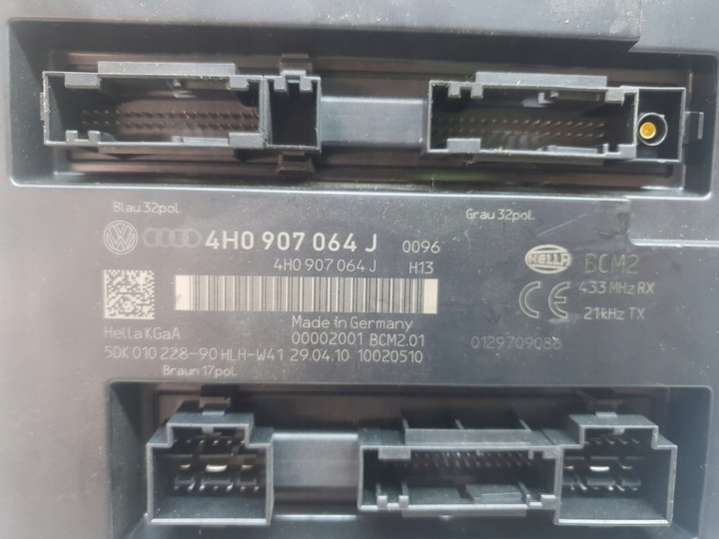 Blau 32pol.
Grau 32pol.
4H0 907 064 J 0096
4H0 907 064 J H13
HELLA BCM2
433 MHz RX
21kHz TX
Made in Germany
Hella KGaA 00002001 BCM2.01
0129709088
5DK 010 228-90 HLH-W41 29.04.10 10020510
Braun 17pol.